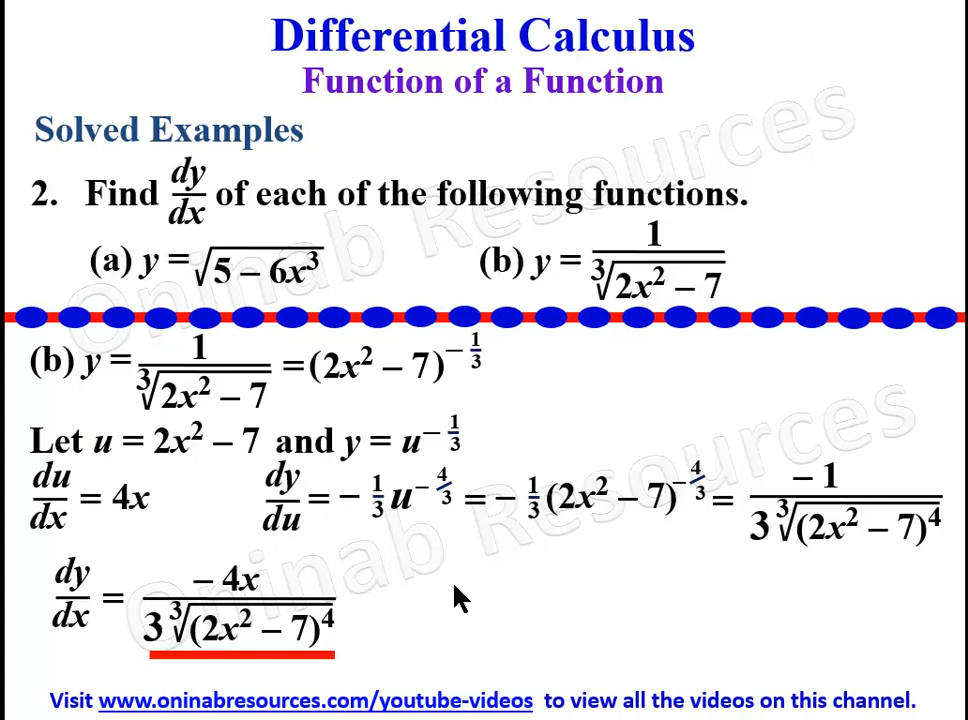 Differential Calculus
Function of a Function
Solved Examples
2. Find dy/dx of each of the following functions.
(a) y = √(5 – 6x³) (b) y = 1/∛(2x² – 7)
(b) y = 1/∛(2x² – 7) = (2x² – 7)^(– 1/3)
Let u = 2x² – 7 and y = u^(– 1/3)
du/dx = 4x dy/du = – 1/3 u^(– 4/3) = – 1/3 (2x² – 7)^(– 4/3) = – 1/(3∛(2x² – 7)⁴)
dy/dx = – 4x/(3∛(2x² – 7)⁴)
Oninab Resources
Oninab Resources
Visit www.oninabresources.com/youtube-videos to view all the videos on this channel.